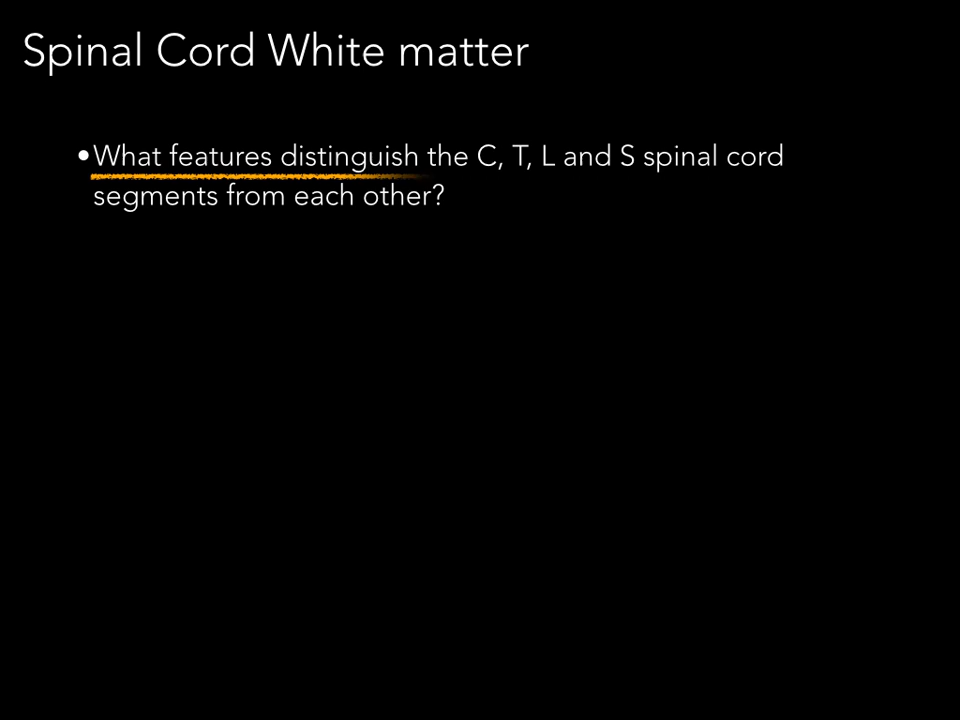 Spinal Cord White matter
•What features distinguish the C, T, L and S spinal cord
segments from each other?